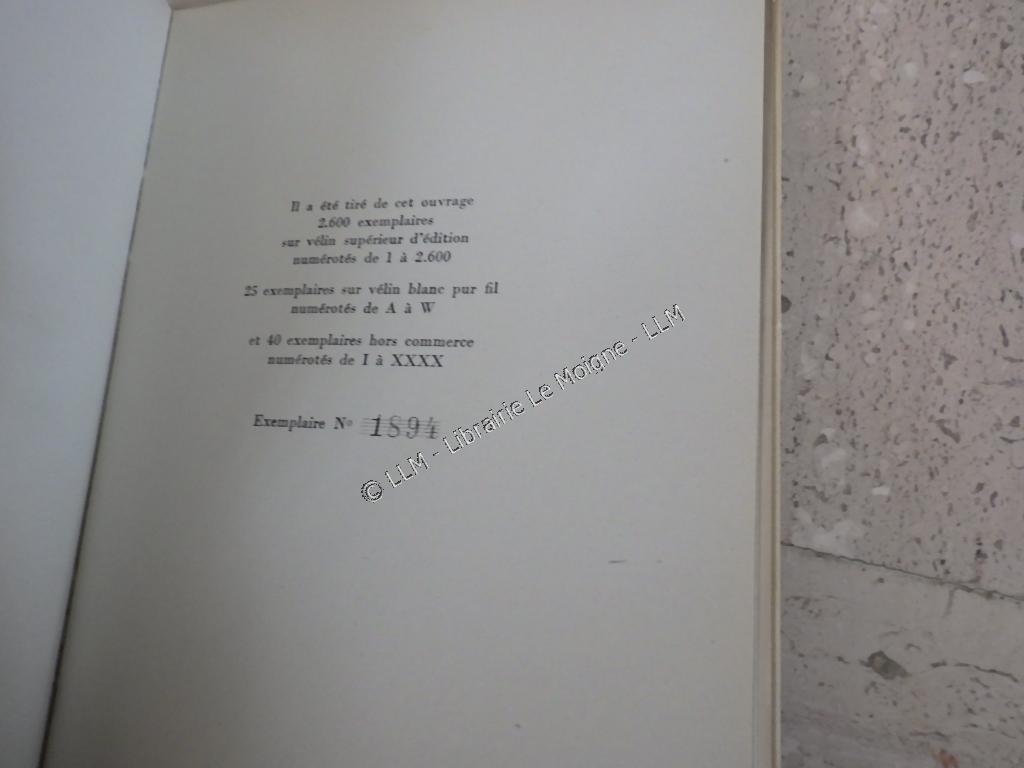 Il a été tiré de cet ouvrage
2.600 exemplaires
sur vélin supérieur d'édition
numérotés de 1 à 2.600
25 exemplaires sur vélin blanc pur fil
numérotés de A à W
et 40 exemplaires hors commerce
numérotés de I à XXXX
Exemplaire Nº 1894
© LLM - Librairie Le Moigne - LLM